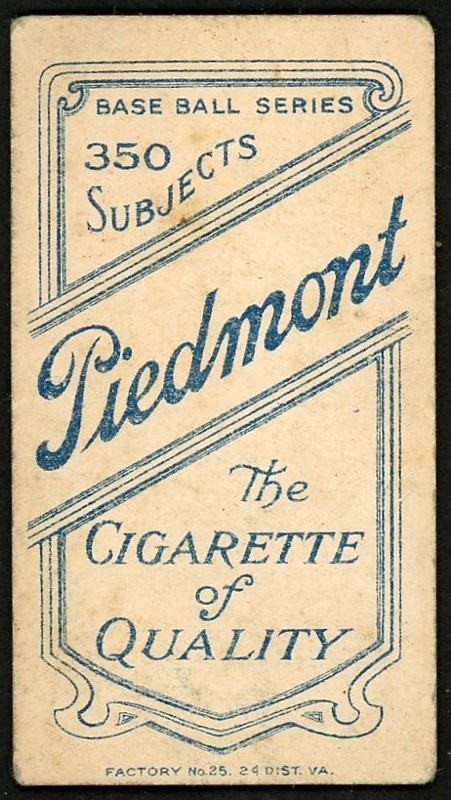 BASE BALL SERIES
350
SUBJECTS
Piedmont
The
CIGARETTE
of
QUALITY
FACTORY No. 25. 2d DIST. VA.